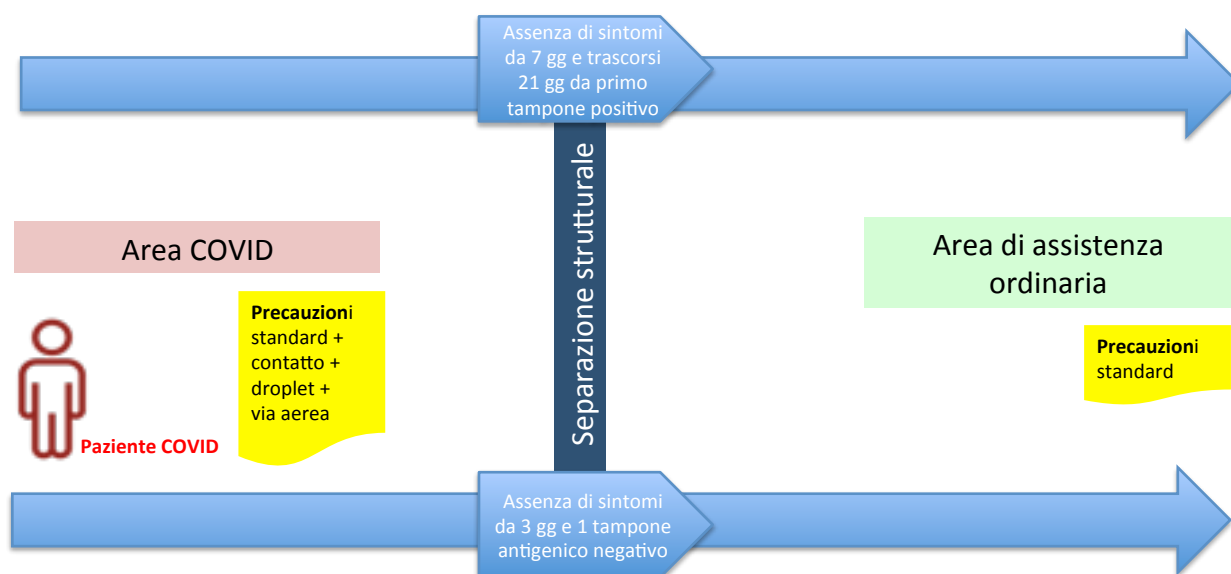 Assenza di sintomi
da 7 gg e trascorsi
21 gg da primo
tampone positivo
Separazione strutturale
Area COVID
Area di assistenza
ordinaria
Precauzioni
standard +
contatto +
droplet +
via aerea
Precauzioni
standard
Paziente COVID
Assenza di sintomi
da 3 gg e 1 tampone
antigenico negativo